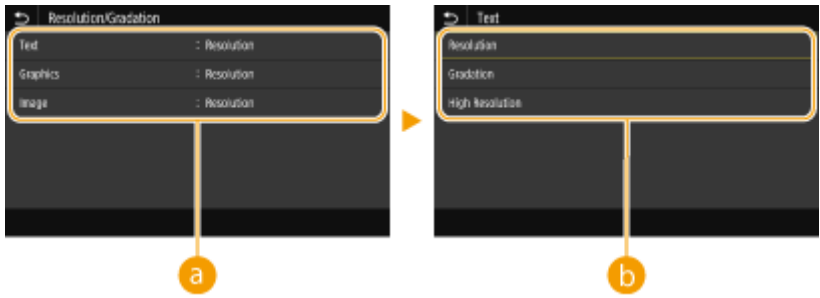 Resolution/Gradation
Text : Resolution
Graphics : Resolution
Image : Resolution
a
Text
Resolution
Gradation
High Resolution
b